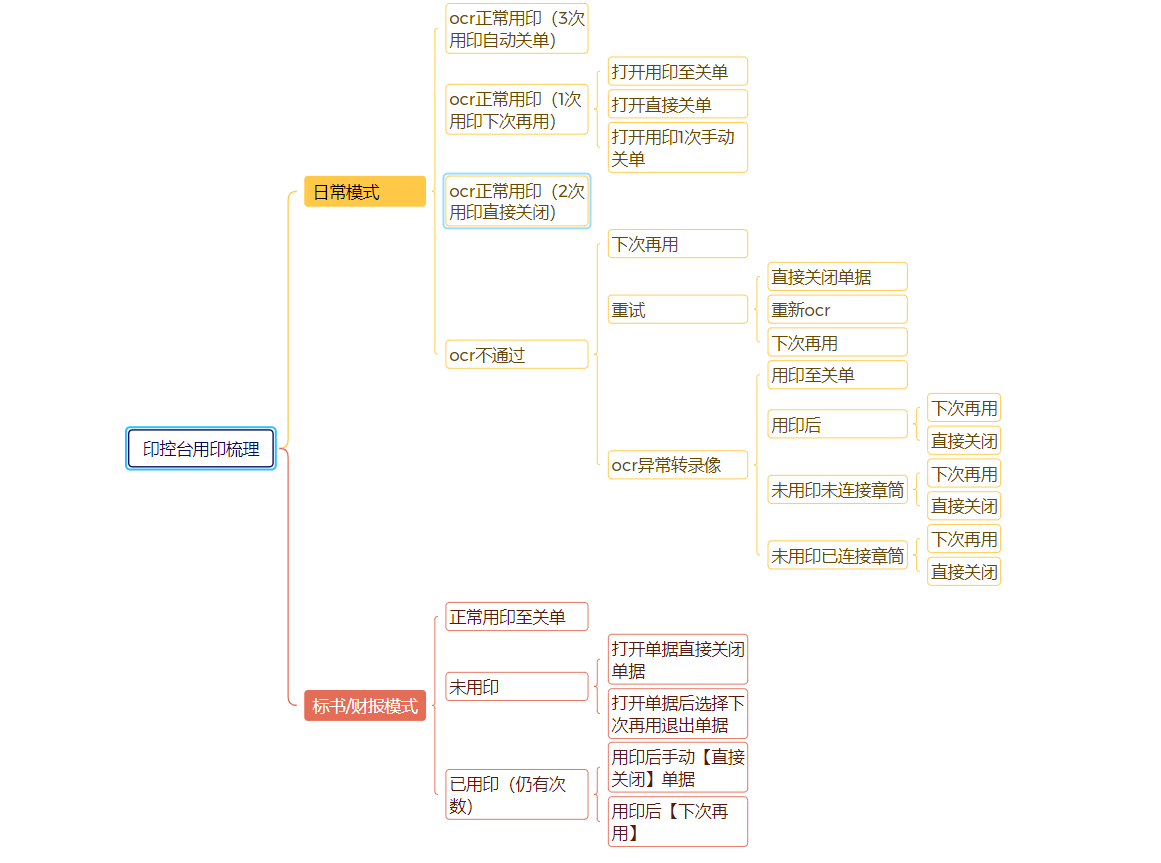 印控台用印梳理
日常模式
ocr正常用印（3次
用印自动关单）
ocr正常用印（1次
用印下次再用）
打开用印至关单
打开直接关单
打开用印1次手动
关单
ocr正常用印（2次
用印直接关闭）
ocr不通过
下次再用
重试
直接关闭单据
重新ocr
下次再用
ocr异常转录像
用印至关单
用印后
下次再用
直接关闭
未用印未连接章筒
下次再用
直接关闭
未用印已连接章筒
下次再用
直接关闭
标书/财报模式
正常用印至关单
未用印
打开单据直接关闭
单据
打开单据后选择下
次再用退出单据
已用印（仍有次
数）
用印后手动【直接
关闭】单据
用印后【下次再
用】